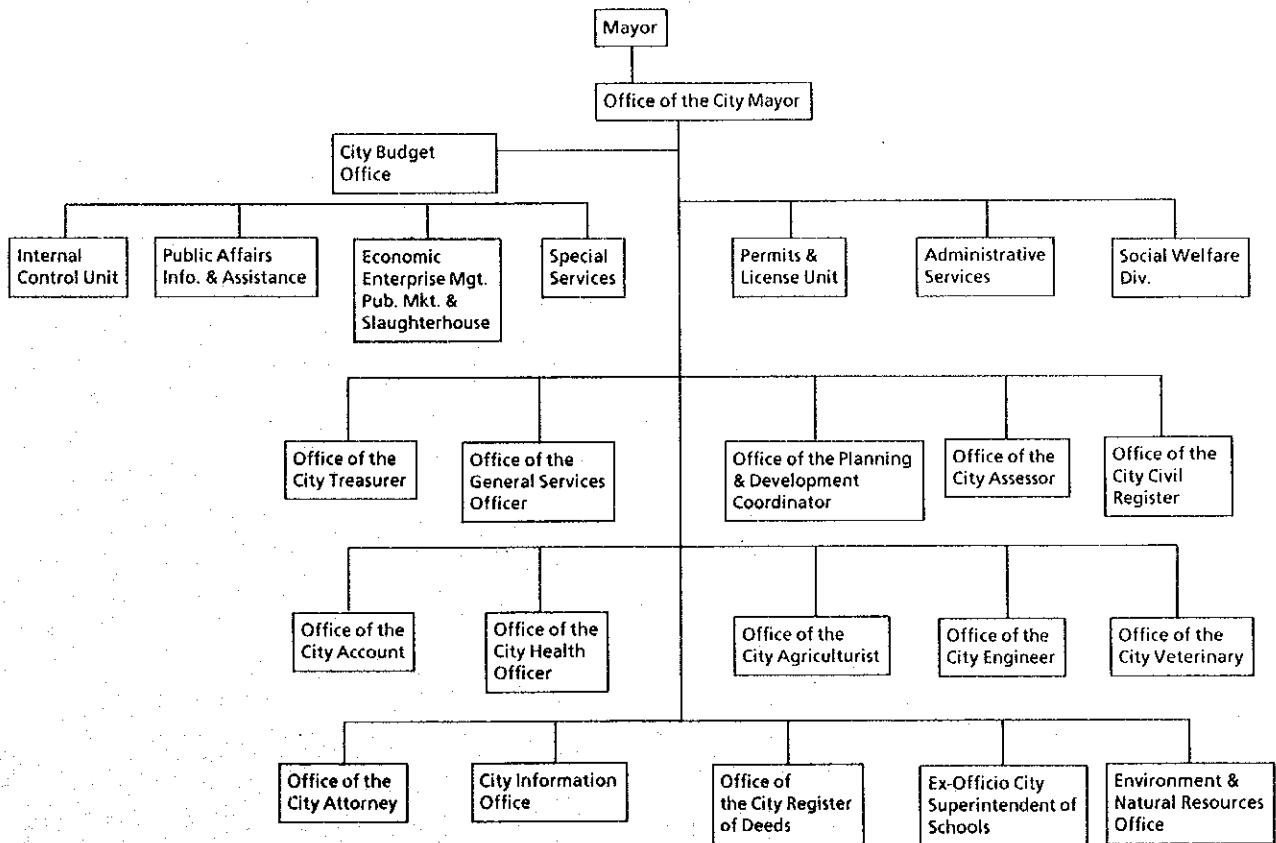 Mayor
Office of the City Mayor
City Budget
Office
Internal
Control Unit
Public Affairs
Info. & Assistance
Economic
Enterprise Mgt.
Pub. Mkt. &
Slaughterhouse
Special
Services
Permits &
License Unit
Administrative
Services
Social Welfare
Div.
Office of the
City Treasurer
Office of the
General Services
Officer
Office of the Planning
& Development
Coordinator
Office of the
City Assessor
Office of the
City Civil
Register
Office of the
City Account
Office of the
City Health
Officer
Office of the
City Agriculturist
Office of the
City Engineer
Office of the
City Veterinary
Office of the
City Attorney
City Information
Office
Office of
the City Register
of Deeds
Ex-Officio City
Superintendent of
Schools
Environment &
Natural Resources
Office